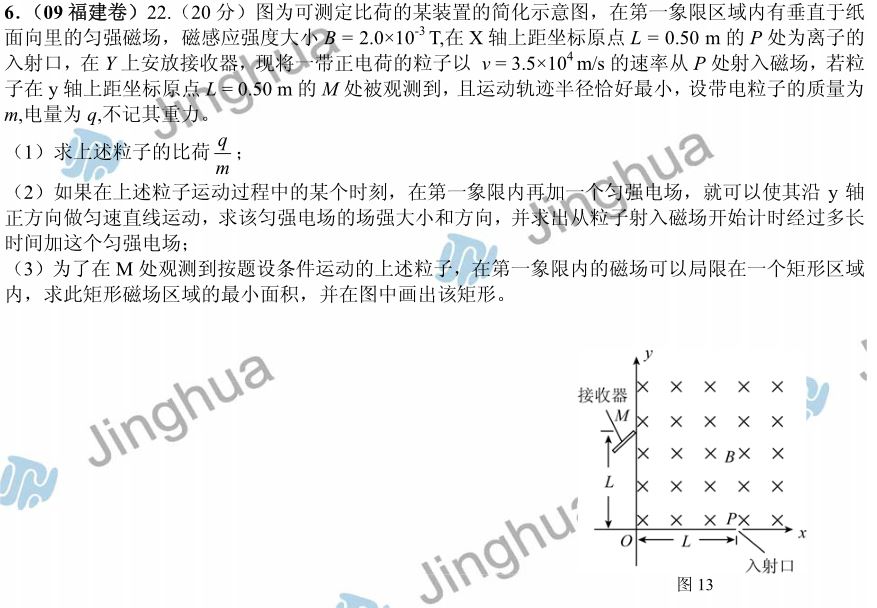 6.（09 福建卷）22.（20 分）图为可测定比荷的某装置的简化示意图，在第一象限区域内有垂直于纸
面向里的匀强磁场，磁感应强度大小 B = 2.0×10⁻³ T,在 X 轴上距坐标原点 L = 0.50 m 的 P 处为离子的
入射口，在 Y 上安放接收器，现将一带正电荷的粒子以 v = 3.5×10⁴ m/s 的速率从 P 处射入磁场，若粒
子在 y 轴上距坐标原点 L = 0.50 m 的 M 处被观测到，且运动轨迹半径恰好最小，设带电粒子的质量为
m,电量为 q,不记其重力。
（1）求上述粒子的比荷 q/m；
（2）如果在上述粒子运动过程中的某个时刻，在第一象限内再加一个匀强电场，就可以使其沿 y 轴
正方向做匀速直线运动，求该匀强电场的场强大小和方向，并求出从粒子射入磁场开始计时经过多长
时间加这个匀强电场；
（3）为了在 M 处观测到按题设条件运动的上述粒子，在第一象限内的磁场可以局限在一个矩形区域
内，求此矩形磁场区域的最小面积，并在图中画出该矩形。
y
接收器
M
B
L
P
O
L
x
入射口
图 13
Jinghua
Jinghua
Jinghua
Jinghua